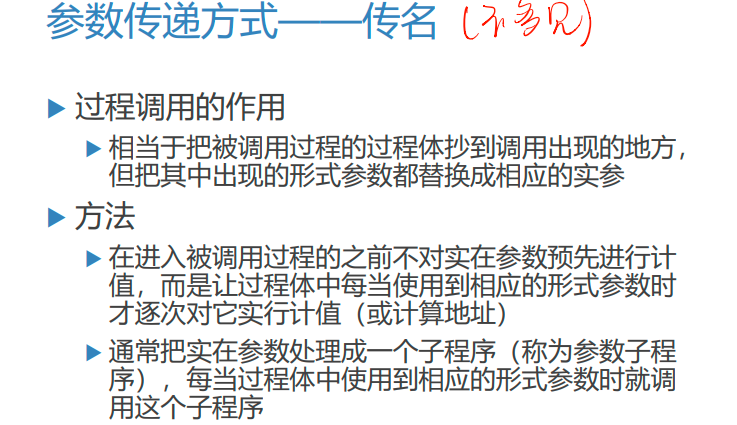 参数传递方式——传名 (不多见)
过程调用的作用
相当于把被调用过程的过程体抄到调用出现的地方，
但把其中出现的形式参数都替换成相应的实参
方法
在进入被调用过程的之前不对实在参数预先进行计
值，而是让过程体中每当使用到相应的形式参数时
才逐次对它实行计值（或计算地址）
通常把实在参数处理成一个子程序（称为参数子程
序），每当过程体中使用到相应的形式参数时就调
用这个子程序